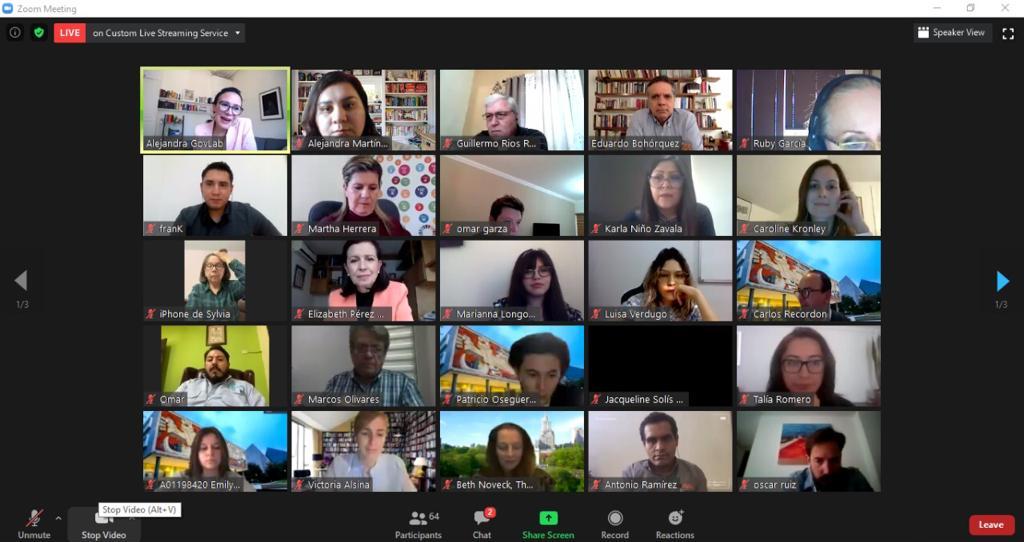 Zoom Meeting
LIVE on Custom Live Streaming Service
Speaker View
Alejandra GovLab
Alejandra Martin...
Guillermo Rios R...
Eduardo Bohórquez
Ruby Garcia
franK
Martha Herrera
omar garza
Karla Niño Zavala
Caroline Kronley
iPhone de Sylvia
Elizabeth Pérez ...
Marianna Longo...
Luisa Verdugo
Carlos Recordon
Omar
Marcos Olivares
Patricio Oseguer...
Jacqueline Solís ...
Talía Romero
A01198420 Emily...
Victoria Alsina
Beth Noveck, Th...
Antonio Ramírez
oscar ruiz
1/3
1/3
Stop Video (Alt+V)
64
2
Unmute
Stop Video
Participants
Chat
Share Screen
Record
Reactions
Leave